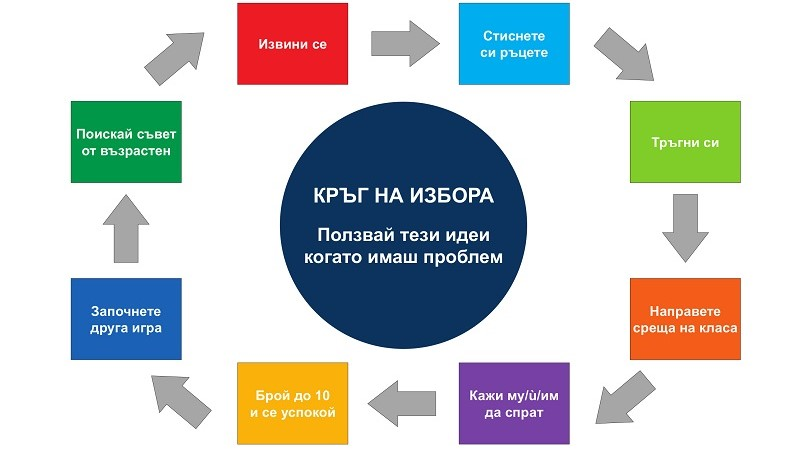 КРЪГ НА ИЗБОРА
Ползвай тези идеи
когато имаш проблем
Извини се
Стиснете
си ръцете
Тръгни си
Направете
среща на класа
Кажи му/ѝ/им
да спрат
Брой до 10
и се успокой
Започнете
друга игра
Поискай съвет
от възрастен